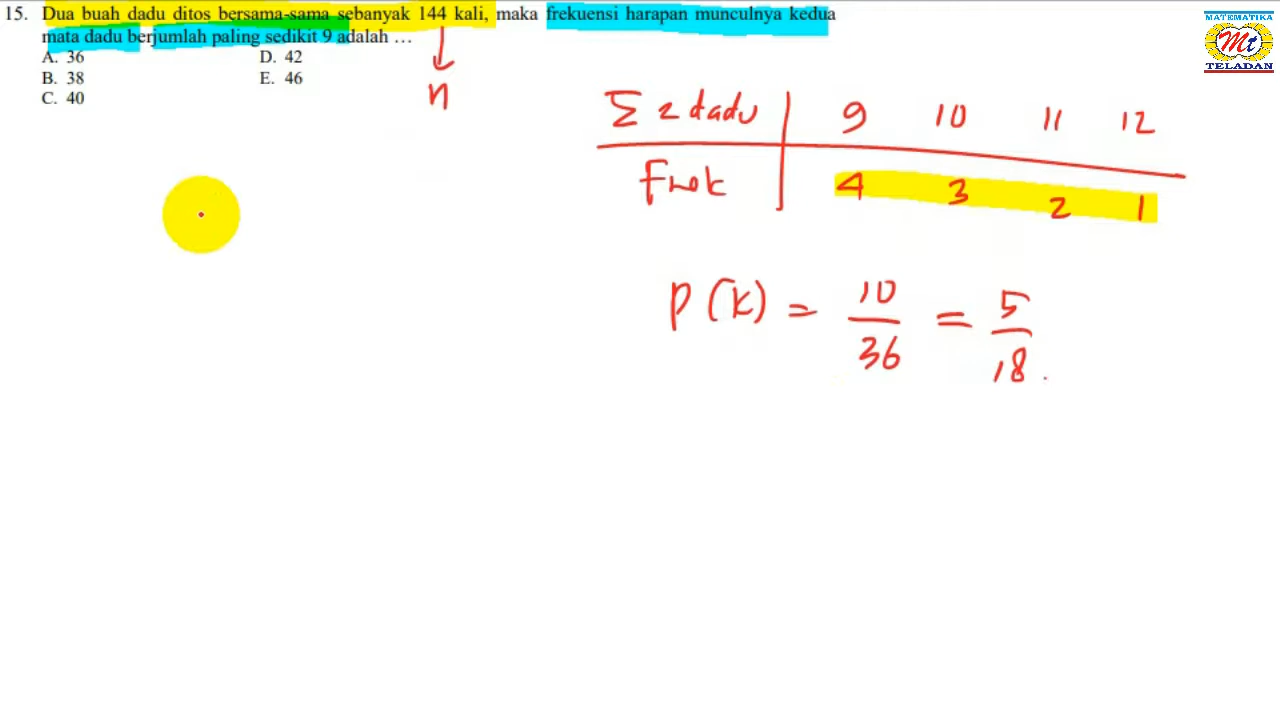 15. Dua buah dadu ditos bersama-sama sebanyak 144 kali, maka frekuensi harapan munculnya kedua
mata dadu berjumlah paling sedikit 9 adalah …
A. 36 D. 42
B. 38 E. 46
C. 40
n
Σ 2 dadu 9 10 11 12
Frek 4 3 2 1
P(K) = 10/36 = 5/18.
MATEMATIKA
Mt
TELADAN